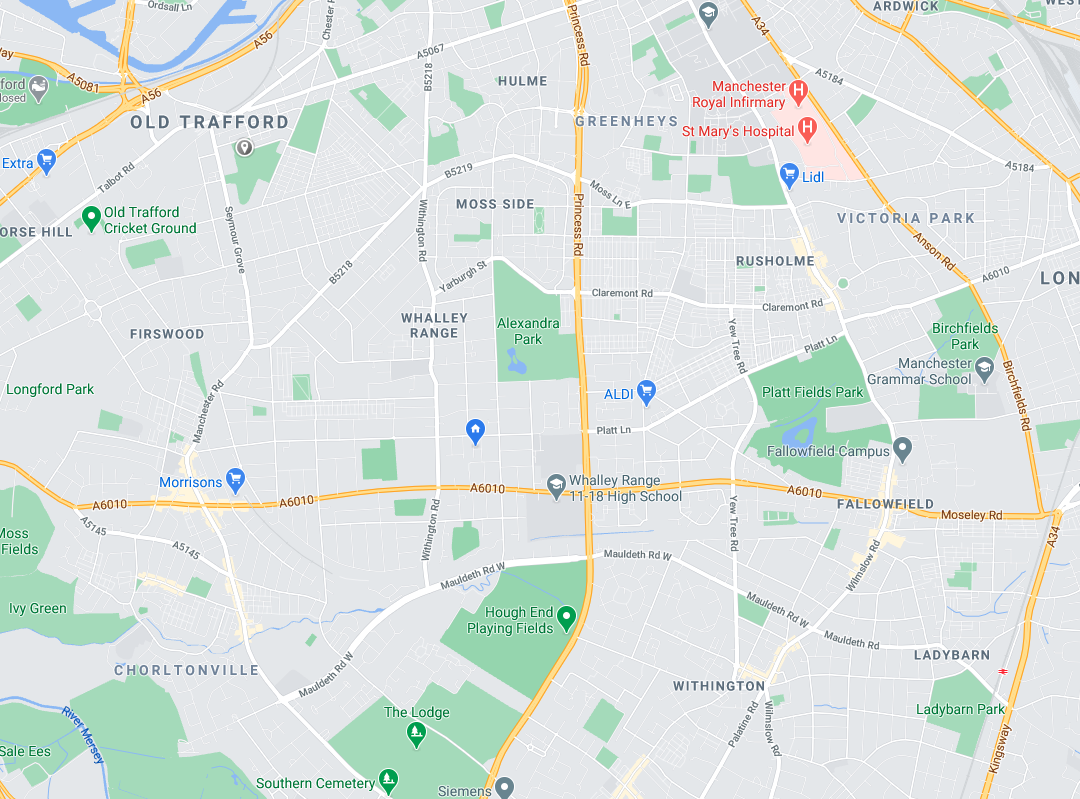 Ordsall Ln
Chester R
Princess Rd
A34
ARDWICK
WES
A56
A5067
lay
A5081
A56
fford
losed
B5218
HULME
A5184
Manchester
Royal Infirmary
OLD TRAFFORD
GREENHEYS
St Mary's Hospital
Extra
Talbot Rd
B5219
Lidl
A5184
Moss Ln E
Old Trafford
Cricket Ground
ORSE HILL
Seymour Grove
Withington Rd
MOSS SIDE
Princess Rd
VICTORIA PARK
Anson Rd
RUSHOLME
B5218
Yarburgh St
Claremont Rd
Claremont Rd
A6010
LON
FIRSWOOD
WHALLEY
RANGE
Alexandra
Park
Yew Tree Rd
Platt Ln
Birchfields
Park
Manchester
Grammar School
Birchfields Rd
Longford Park
Manchester Rd
ALDI
Platt Fields Park
Platt Ln
Fallowfield Campus
Morrisons
A6010
A6010
A6010
Whalley Range
11-18 High School
A6010
FALLOWFIELD
Moseley Rd
A34
Moss
Fields
A5145
A5145
Withington Rd
Yew Tree Rd
Mauldeth Rd W
Mauldeth Rd W
Wilmslow Rd
Ivy Green
Hough End
Playing Fields
Mauldeth Rd W
Mauldeth Rd
CHORLTONVILLE
Mauldeth Rd W
LADYBARN
WITHINGTON
River Mersey
The Lodge
Palatine Rd
Wilmslow Rd
Ladybarn Park
Kingsway
Sale Ees
Southern Cemetery
Siemens